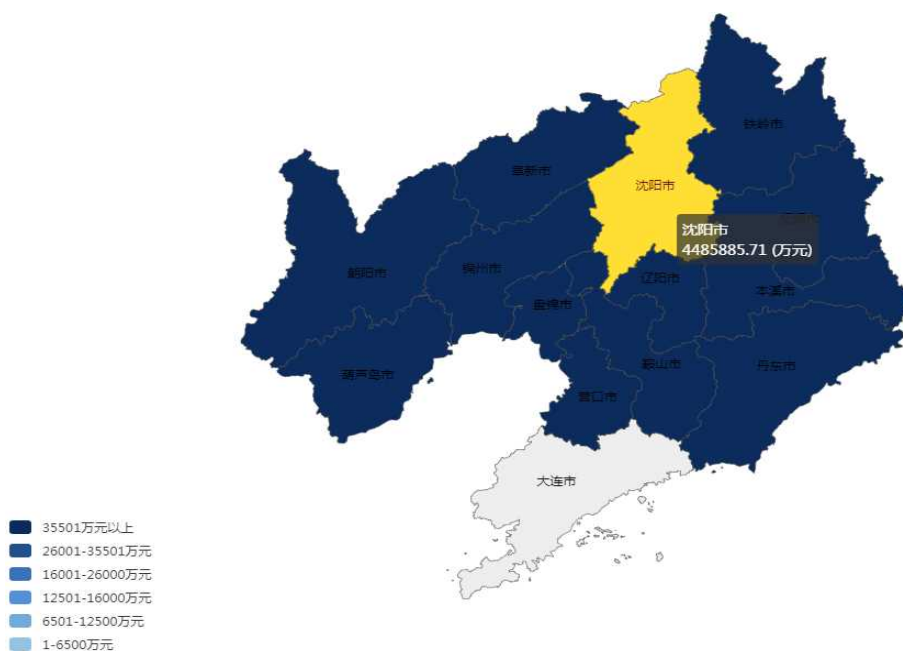 铁岭市
阜新市
沈阳市
沈阳市
4485885.71 (万元)
朝阳市
锦州市
辽阳市
本溪市
盘锦市
葫芦岛市
鞍山市
丹东市
营口市
大连市
35501万元以上
26001-35501万元
16001-26000万元
12501-16000万元
6501-12500万元
1-6500万元